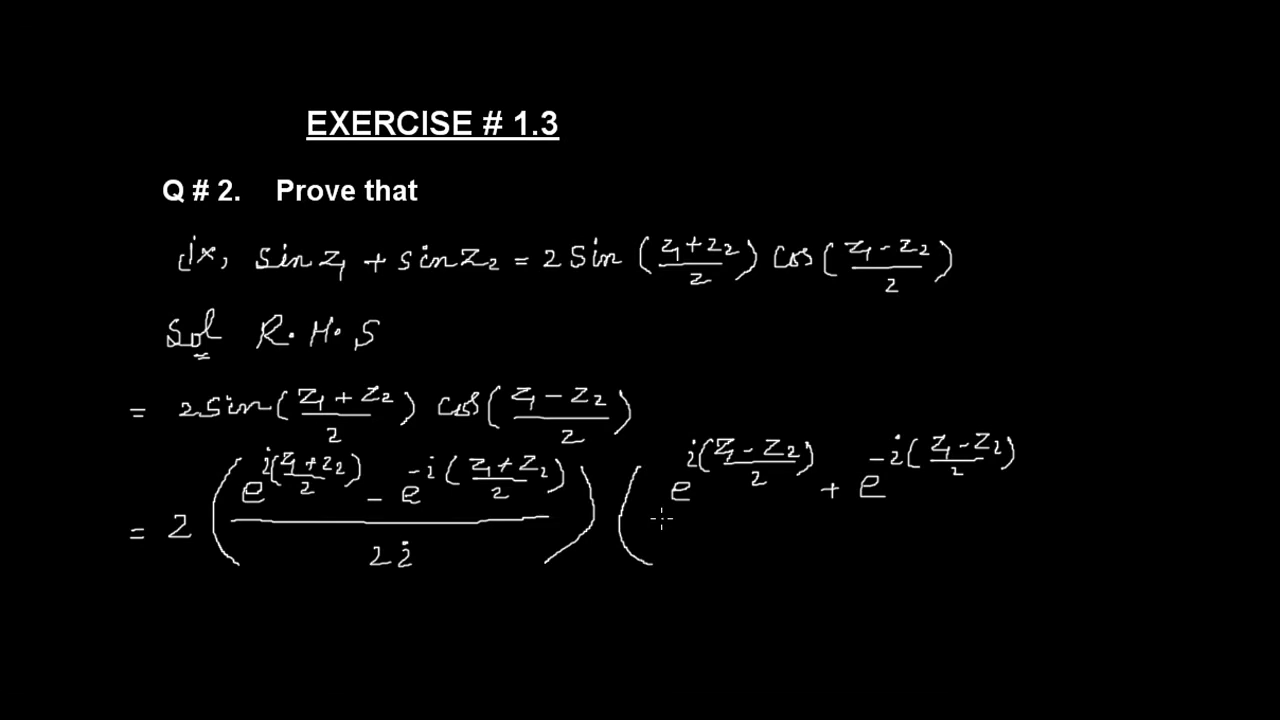 EXERCISE # 1.3
Q # 2. Prove that
ix, sin z₁ + sin z₂ = 2 sin (z₁ + z₂ / 2) cos (z₁ - z₂ / 2)
Sol R.H.S
= 2 sin (z₁ + z₂ / 2) cos (z₁ - z₂ / 2)
= 2 (e^{i(z₁ + z₂ / 2)} - e^{-i(z₁ + z₂ / 2)} / 2i) (e^{i(z₁ - z₂ / 2)} + e^{-i(z₁ - z₂ / 2)}